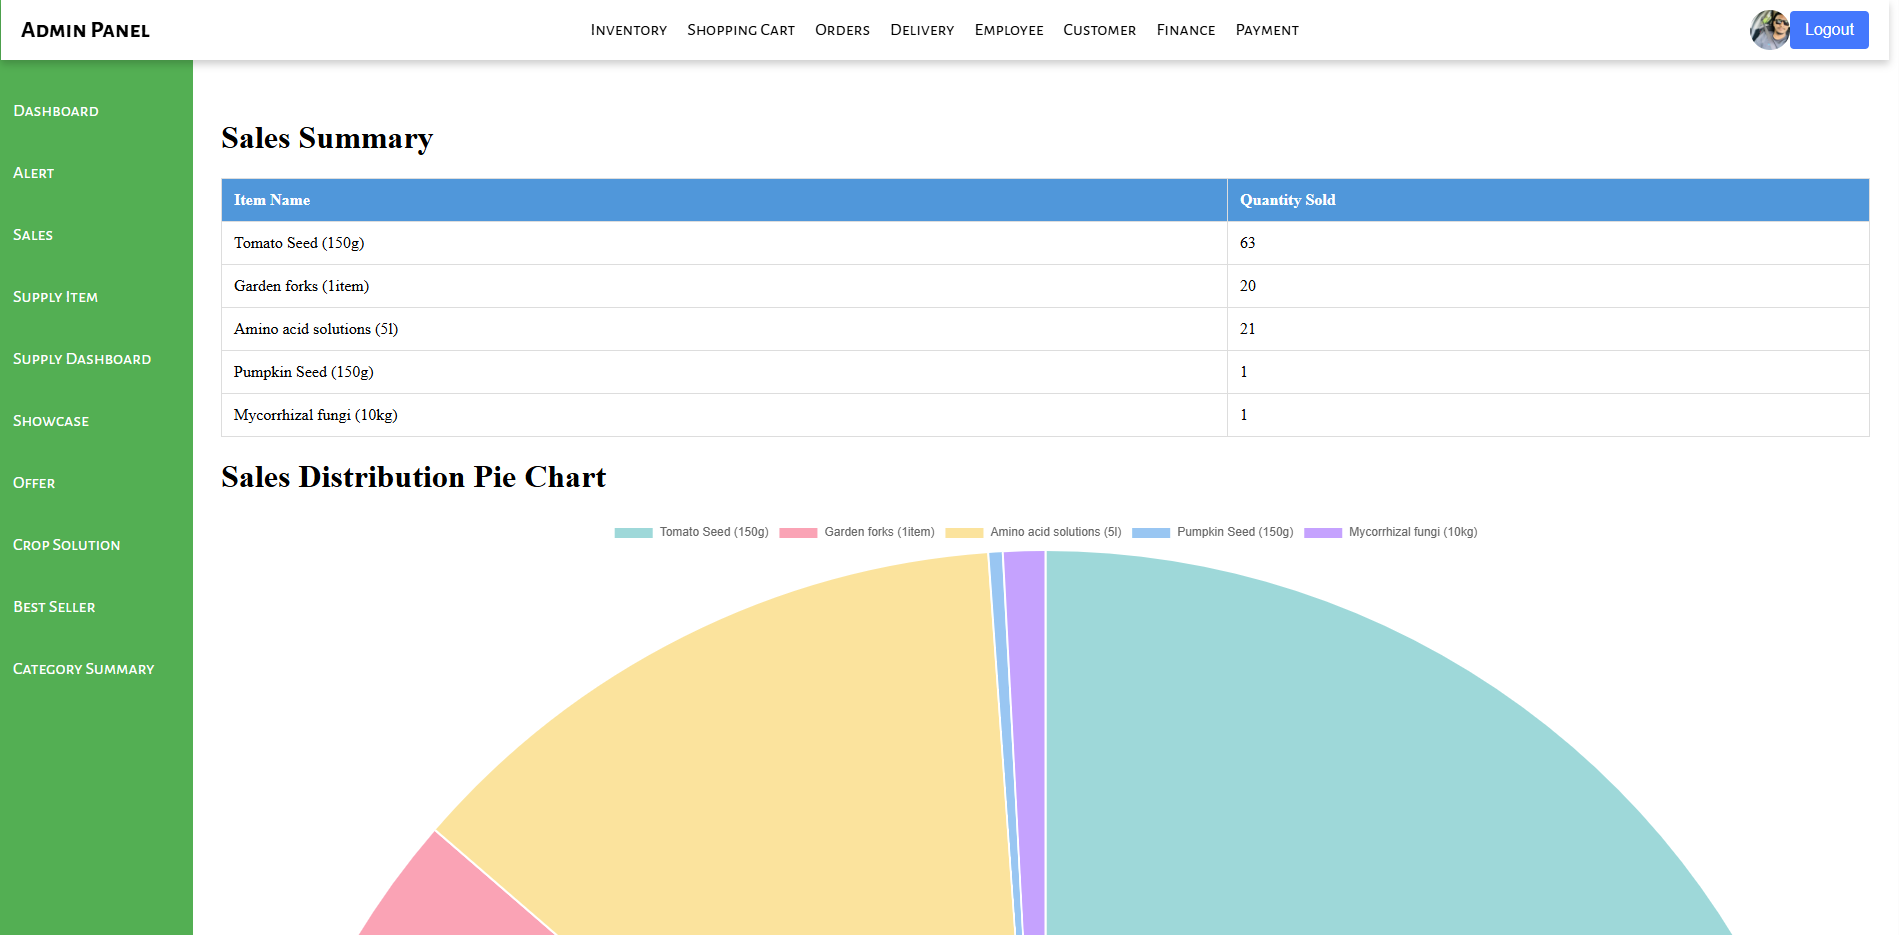 Admin Panel
Inventory Shopping Cart Orders Delivery Employee Customer Finance Payment
Logout
Dashboard
Alert
Sales
Supply Item
Supply Dashboard
Showcase
Offer
Crop Solution
Best Seller
Category Summary
Sales Summary
Item Name Quantity Sold
Tomato Seed (150g) 63
Garden forks (1item) 20
Amino acid solutions (5l) 21
Pumpkin Seed (150g) 1
Mycorrhizal fungi (10kg) 1
Sales Distribution Pie Chart
Tomato Seed (150g) Garden forks (1item) Amino acid solutions (5l) Pumpkin Seed (150g) Mycorrhizal fungi (10kg)